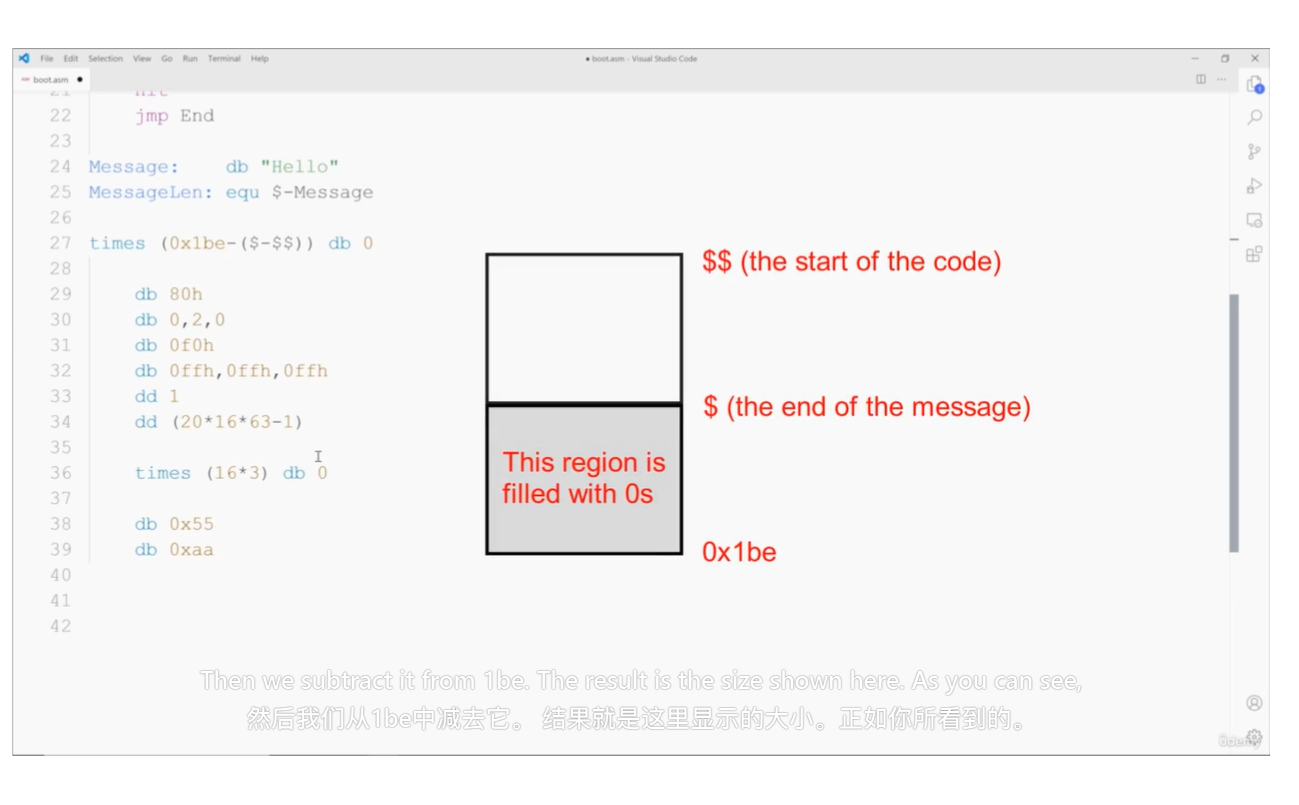 File Edit Selection View Go Run Terminal Help
● boot.asm - Visual Studio Code
boot.asm ●
21 hlt
22 jmp End
23
24 Message: db "Hello"
25 MessageLen: equ $-Message
26
27 times (0x1be-($-$$)) db 0
28
29 db 80h
30 db 0,2,0
31 db 0f0h
32 db 0ffh,0ffh,0ffh
33 dd 1
34 dd (20*16*63-1)
35
36 times (16*3) db 0
37
38 db 0x55
39 db 0xaa
40
41
42
$$ (the start of the code)
$ (the end of the message)
This region is
filled with 0s
0x1be
Then we subtract it from 1be. The result is the size shown here. As you can see,
然后我们从1be中减去它。 结果就是这里显示的大小。正如你所看到的。
ûdemy